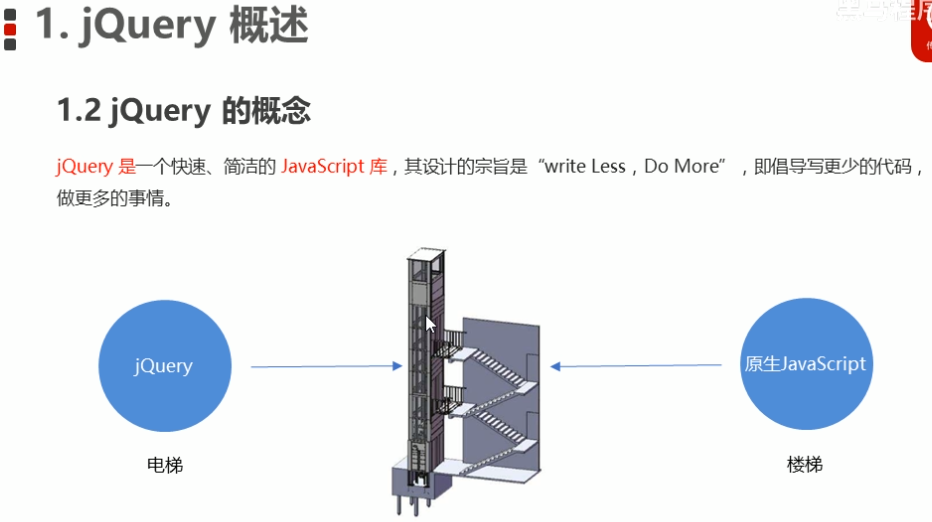 1. jQuery 概述
1.2 jQuery 的概念
jQuery 是一个快速、简洁的 JavaScript 库，其设计的宗旨是“write Less，Do More”，即倡导写更少的代码，
做更多的事情。
jQuery
原生JavaScript
电梯
楼梯